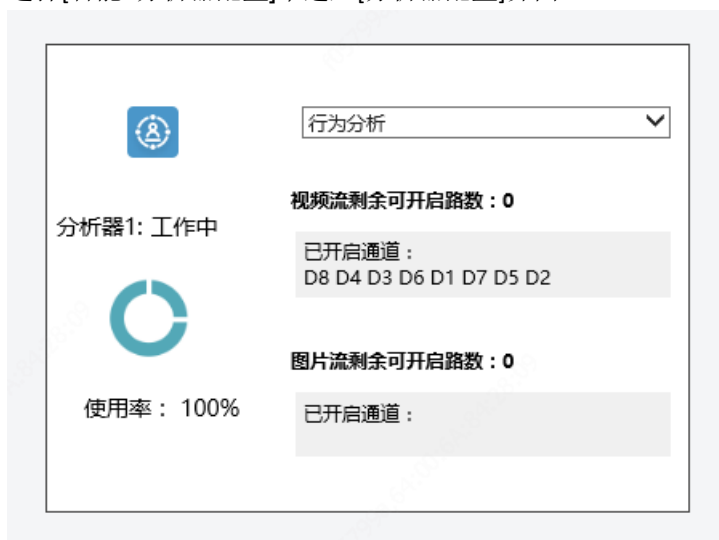 行为分析
分析器1: 工作中
视频流剩余可开启路数：0
已开启通道：
D8 D4 D3 D6 D1 D7 D5 D2
图片流剩余可开启路数：0
使用率： 100%
已开启通道：